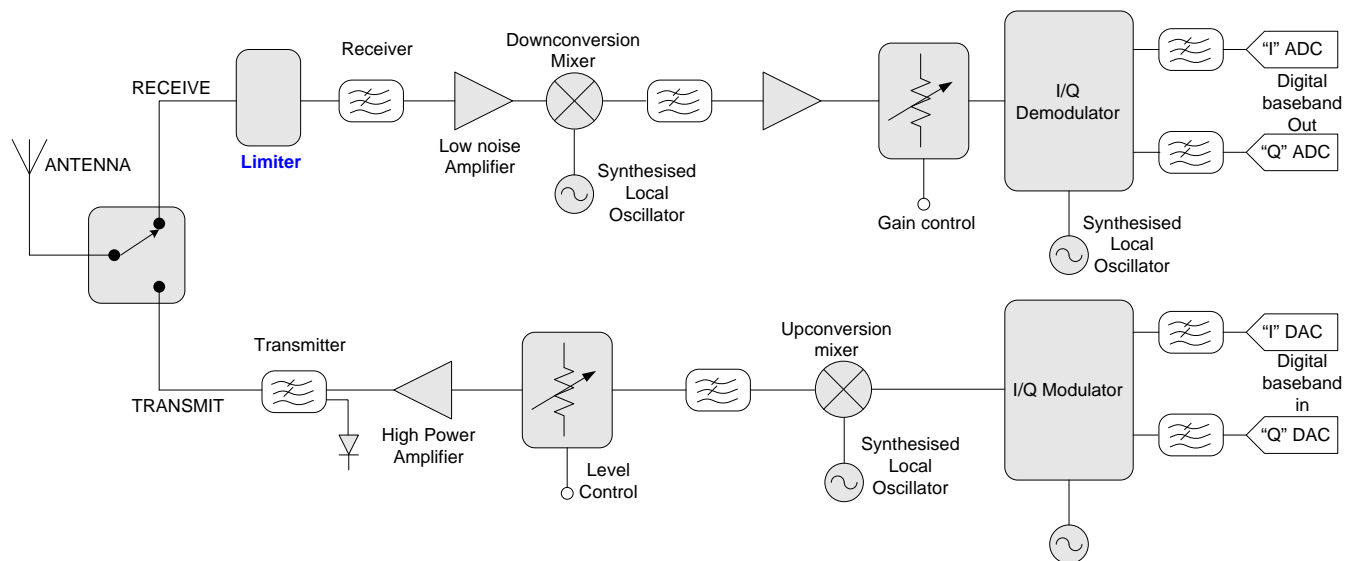 Receiver
Downconversion
Mixer
RECEIVE
Limiter
Low noise
Amplifier
Synthesised
Local
Oscillator
Gain control
I/Q
Demodulator
Synthesised
Local
Oscillator
“I” ADC
Digital
baseband
Out
“Q” ADC
ANTENNA
TRANSMIT
Transmitter
High Power
Amplifier
Level
Control
Upconversion
mixer
Synthesised
Local
Oscillator
I/Q Modulator
“I” DAC
Digital
baseband
in
“Q” DAC